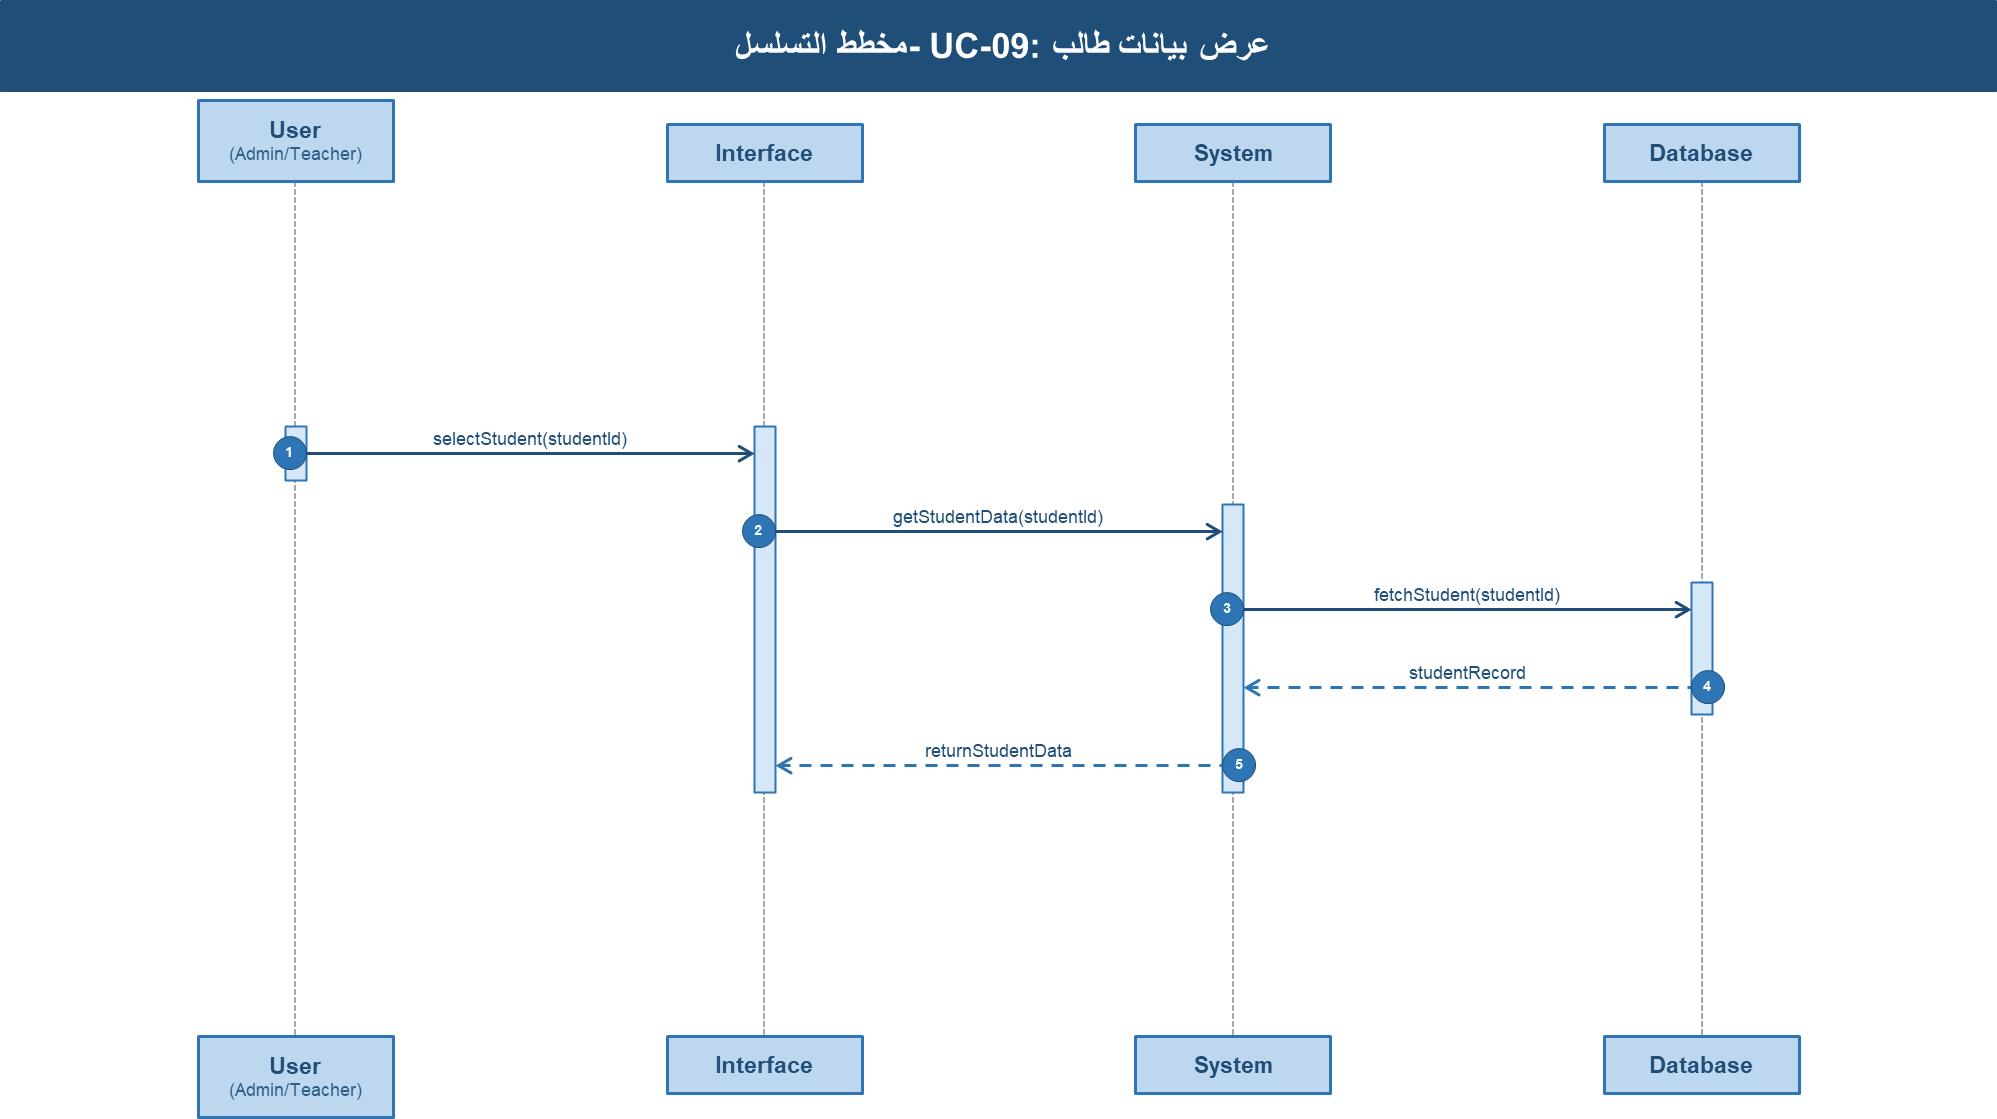 مخطط التسلسل- UC-09: عرض بيانات طالب
User
(Admin/Teacher)
Interface
System
Database
1
selectStudent(studentId)
2
getStudentData(studentId)
3
fetchStudent(studentId)
studentRecord
4
returnStudentData
5
User
(Admin/Teacher)
Interface
System
Database